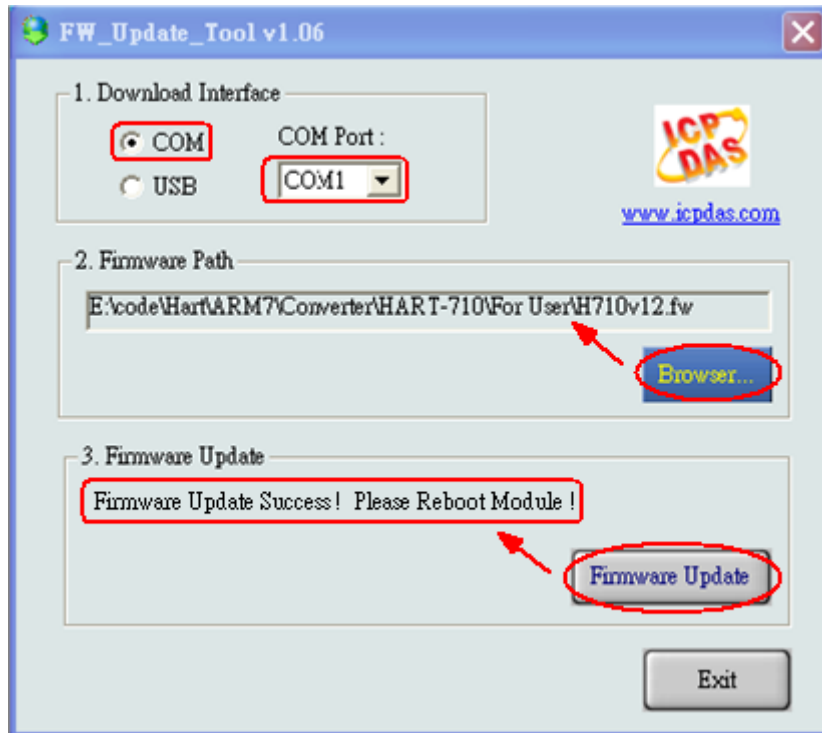 FW_Update_Tool v1.06
1. Download Interface
COM
COM Port :
USB
COM1
ICP
DAS
www.icpdas.com
2. Firmware Path
E:\code\Hart\ARM7\Converter\HART-710\For User\H710v12.fw
Browser...
3. Firmware Update
Firmware Update Success! Please Reboot Module !
Firmware Update
Exit